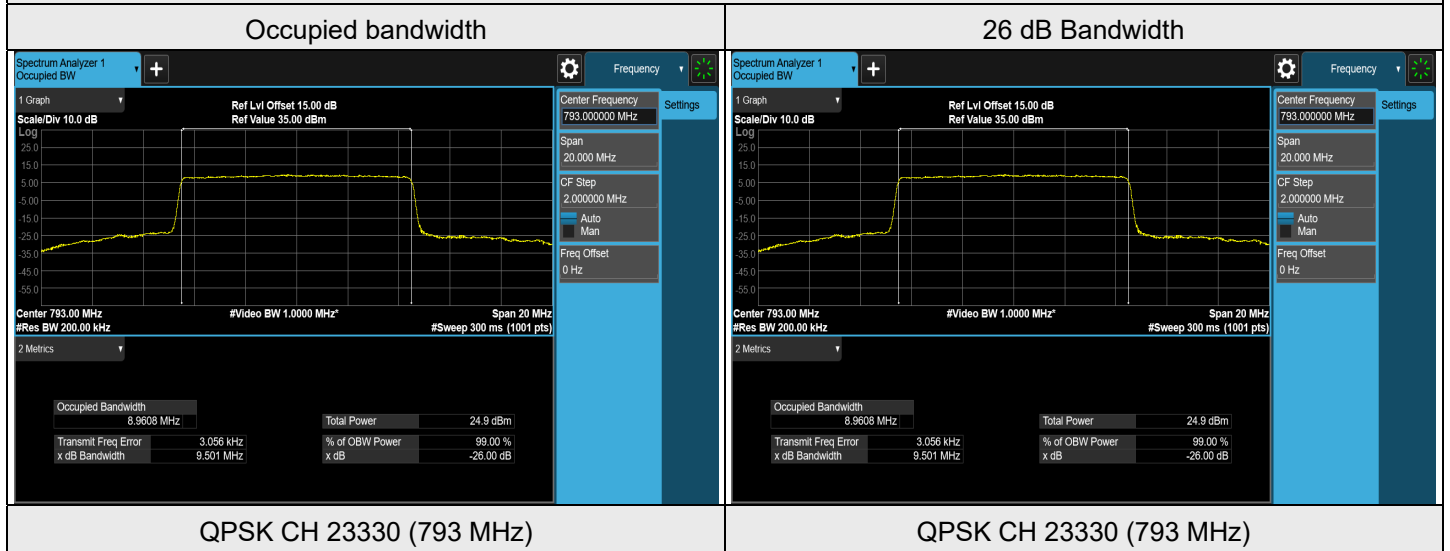 Occupied bandwidth
26 dB Bandwidth
Spectrum Analyzer 1
Occupied BW
+
Frequency
1 Graph
Ref Lvl Offset 15.00 dB
Scale/Div 10.0 dB
Ref Value 35.00 dBm
Log
25.0
15.0
5.00
-5.00
-15.0
-25.0
-35.0
-45.0
-55.0
Center 793.00 MHz
#Video BW 1.0000 MHz*
Span 20 MHz
#Res BW 200.00 kHz
#Sweep 300 ms (1001 pts)
Center Frequency
793.000000 MHz
Settings
Span
20.000 MHz
CF Step
2.000000 MHz
Auto
Man
Freq Offset
0 Hz
2 Metrics
Occupied Bandwidth
8.9608 MHz
Total Power 24.9 dBm
Transmit Freq Error 3.056 kHz
% of OBW Power 99.00 %
x dB Bandwidth 9.501 MHz
x dB -26.00 dB
Spectrum Analyzer 1
Occupied BW
+
Frequency
1 Graph
Ref Lvl Offset 15.00 dB
Scale/Div 10.0 dB
Ref Value 35.00 dBm
Log
25.0
15.0
5.00
-5.00
-15.0
-25.0
-35.0
-45.0
-55.0
Center 793.00 MHz
#Video BW 1.0000 MHz*
Span 20 MHz
#Res BW 200.00 kHz
#Sweep 300 ms (1001 pts)
Center Frequency
793.000000 MHz
Settings
Span
20.000 MHz
CF Step
2.000000 MHz
Auto
Man
Freq Offset
0 Hz
2 Metrics
Occupied Bandwidth
8.9608 MHz
Total Power 24.9 dBm
Transmit Freq Error 3.056 kHz
% of OBW Power 99.00 %
x dB Bandwidth 9.501 MHz
x dB -26.00 dB
QPSK CH 23330 (793 MHz)
QPSK CH 23330 (793 MHz)